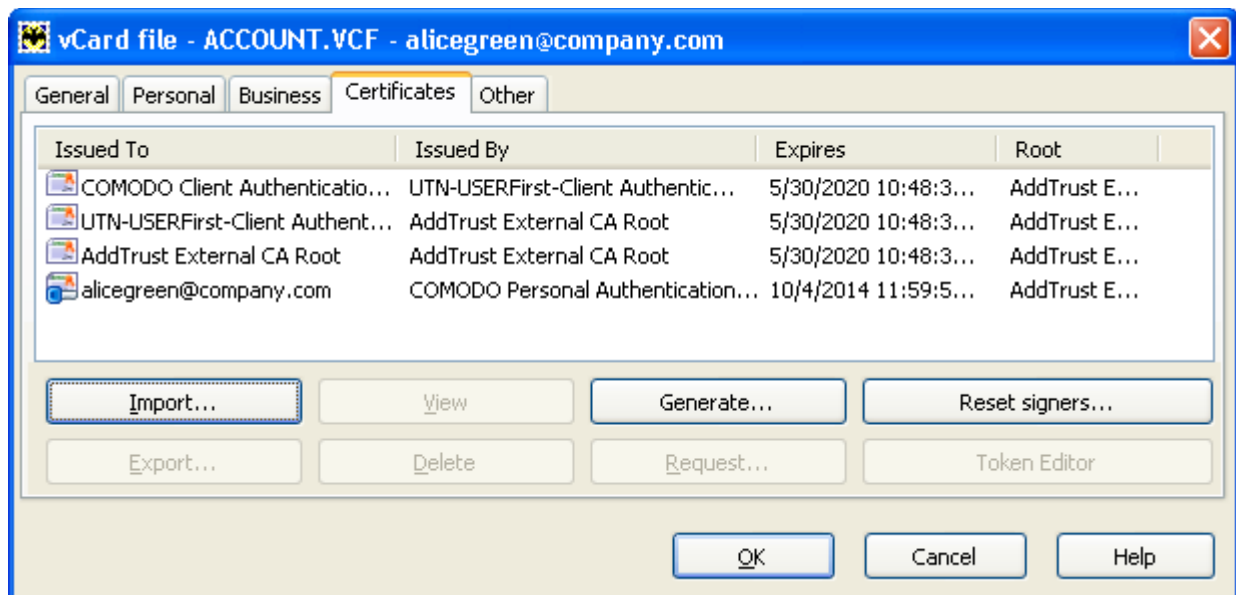 vCard file - ACCOUNT.VCF - alicegreen@company.com
General Personal Business Certificates Other
Issued To Issued By Expires Root
COMODO Client Authenticatio... UTN-USERFirst-Client Authentic... 5/30/2020 10:48:3... AddTrust E...
UTN-USERFirst-Client Authent... AddTrust External CA Root 5/30/2020 10:48:3... AddTrust E...
AddTrust External CA Root AddTrust External CA Root 5/30/2020 10:48:3... AddTrust E...
alicegreen@company.com COMODO Personal Authentication... 10/4/2014 11:59:5... AddTrust E...
Import... View Generate... Reset signers...
Export... Delete Request... Token Editor
OK Cancel Help